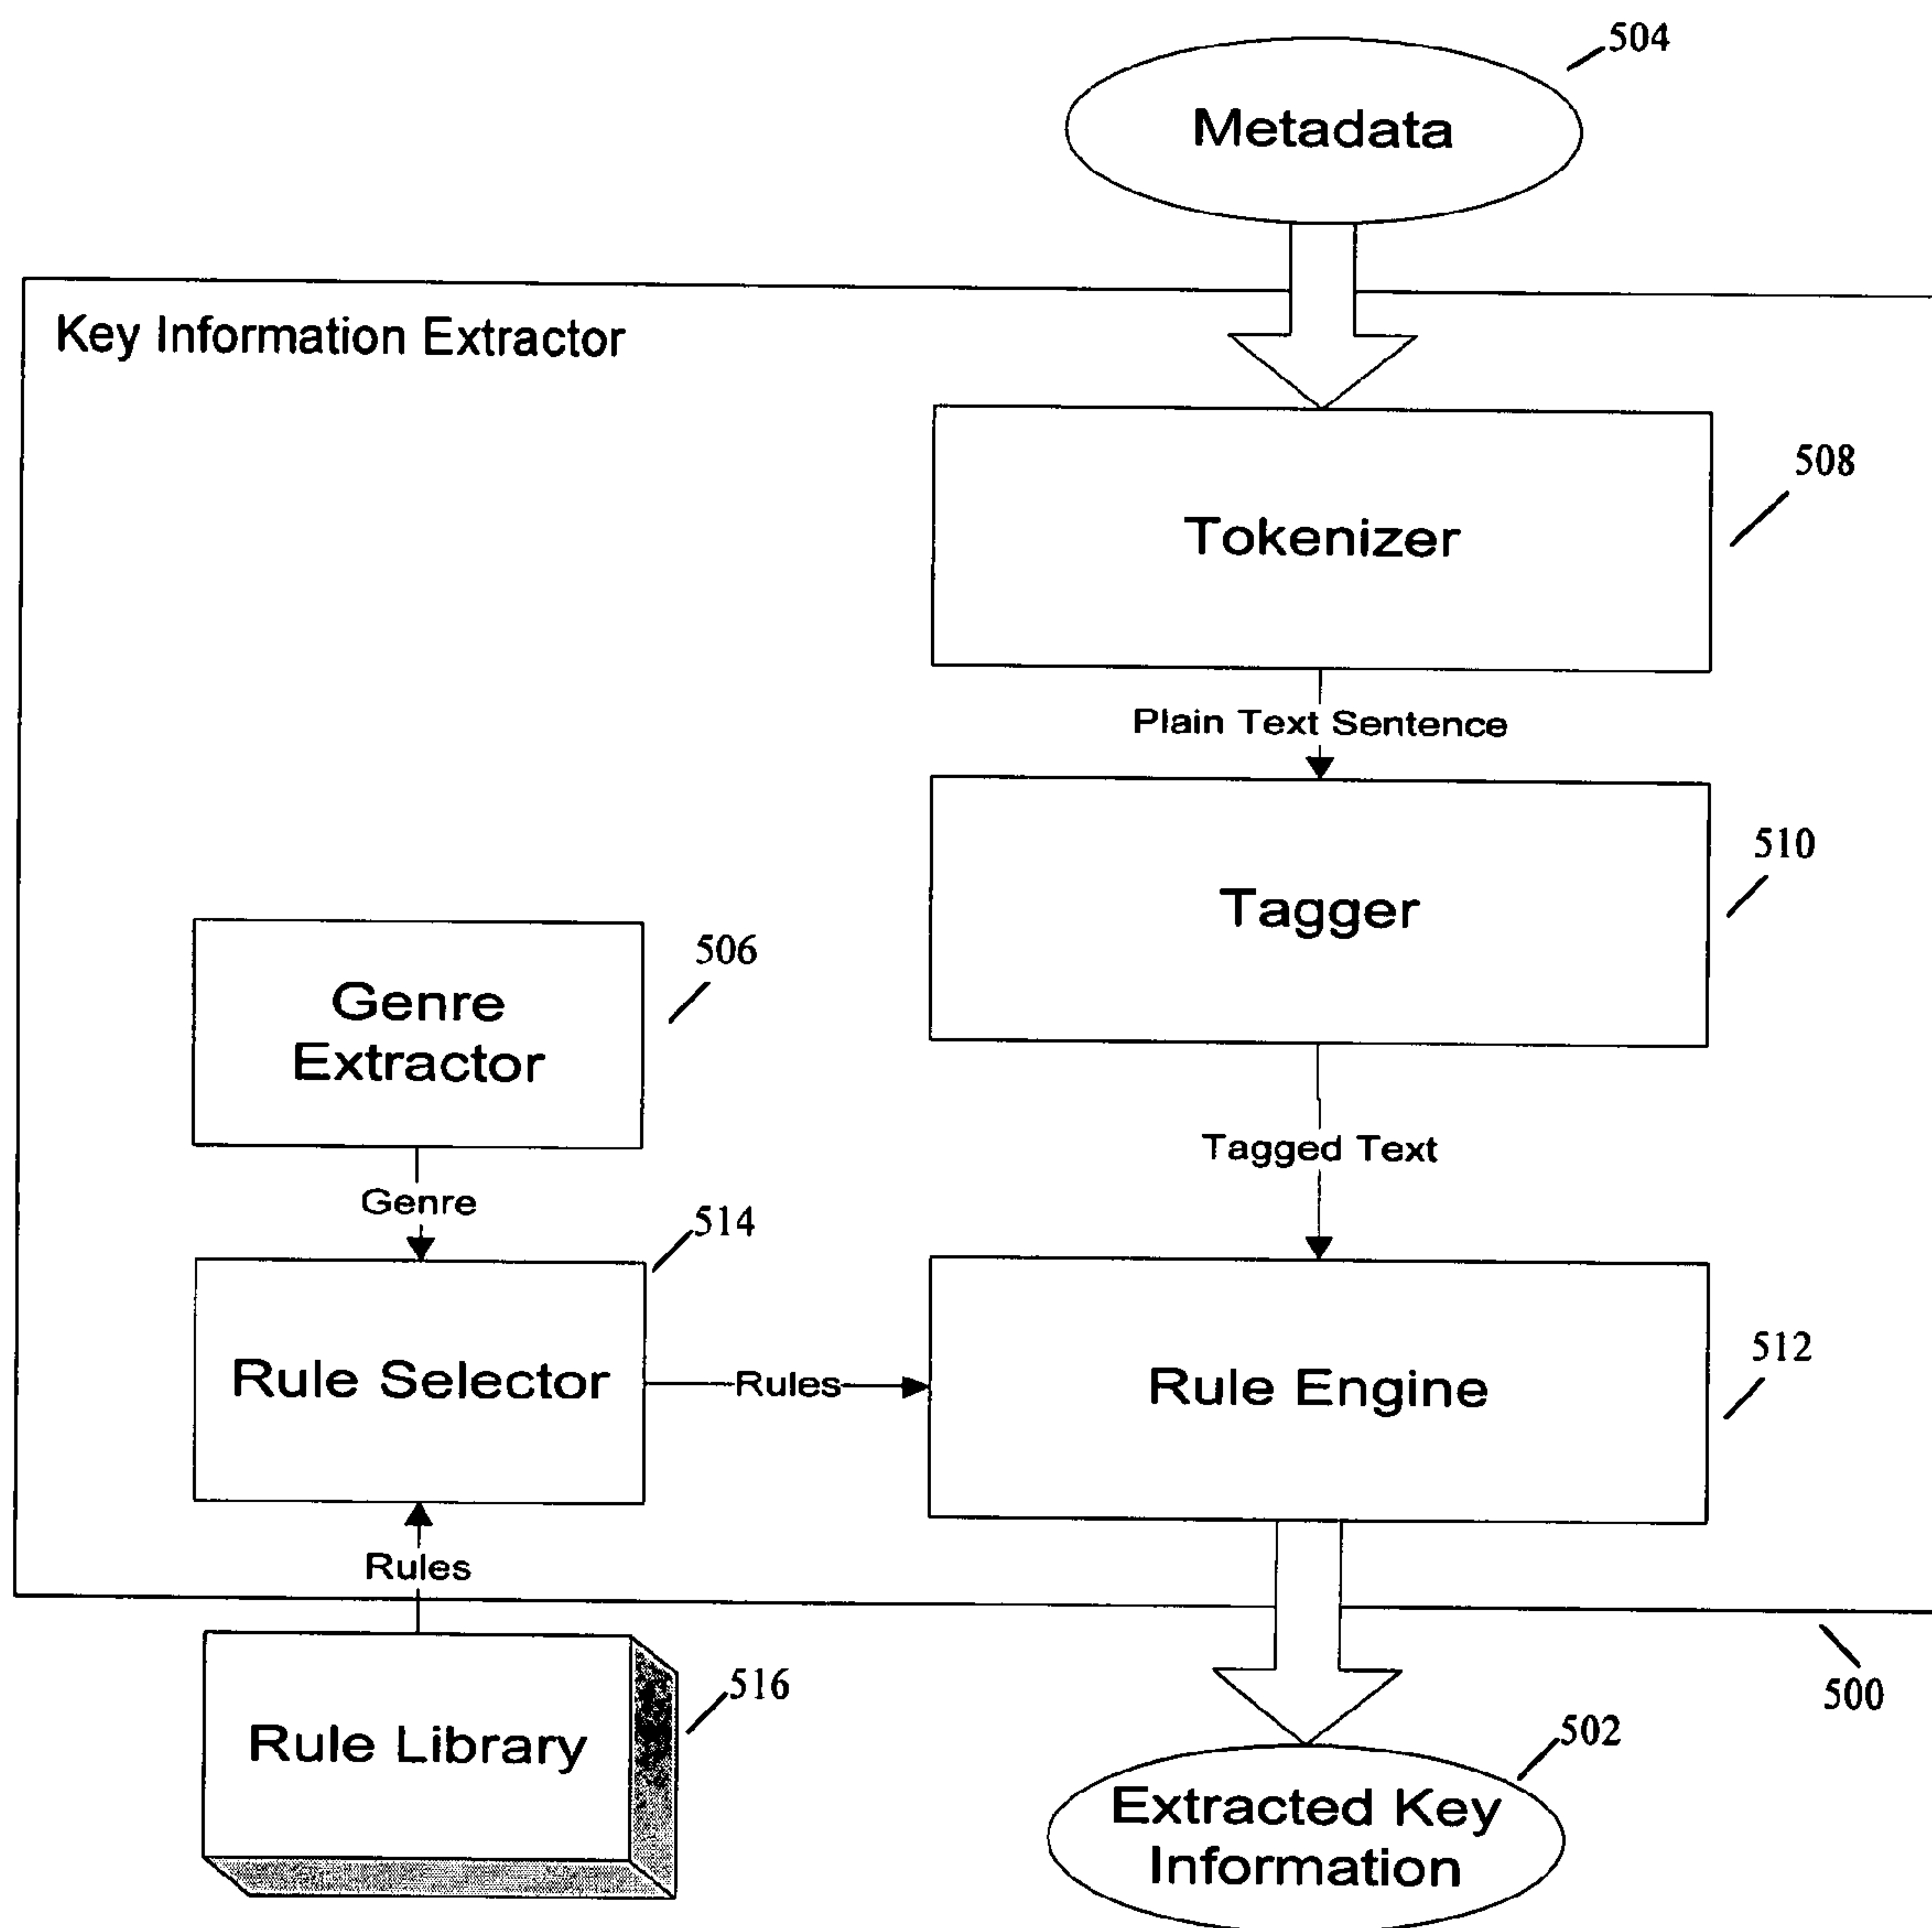 504
Metadata
Key Information Extractor
508
Tokenizer
Plain Text Sentence
510
Tagger
506
Genre
Extractor
Tagged Text
Genre
514
512
Rule Selector
Rules
Rule Engine
Rules
500
516
502
Rule Library
Extracted Key
Information